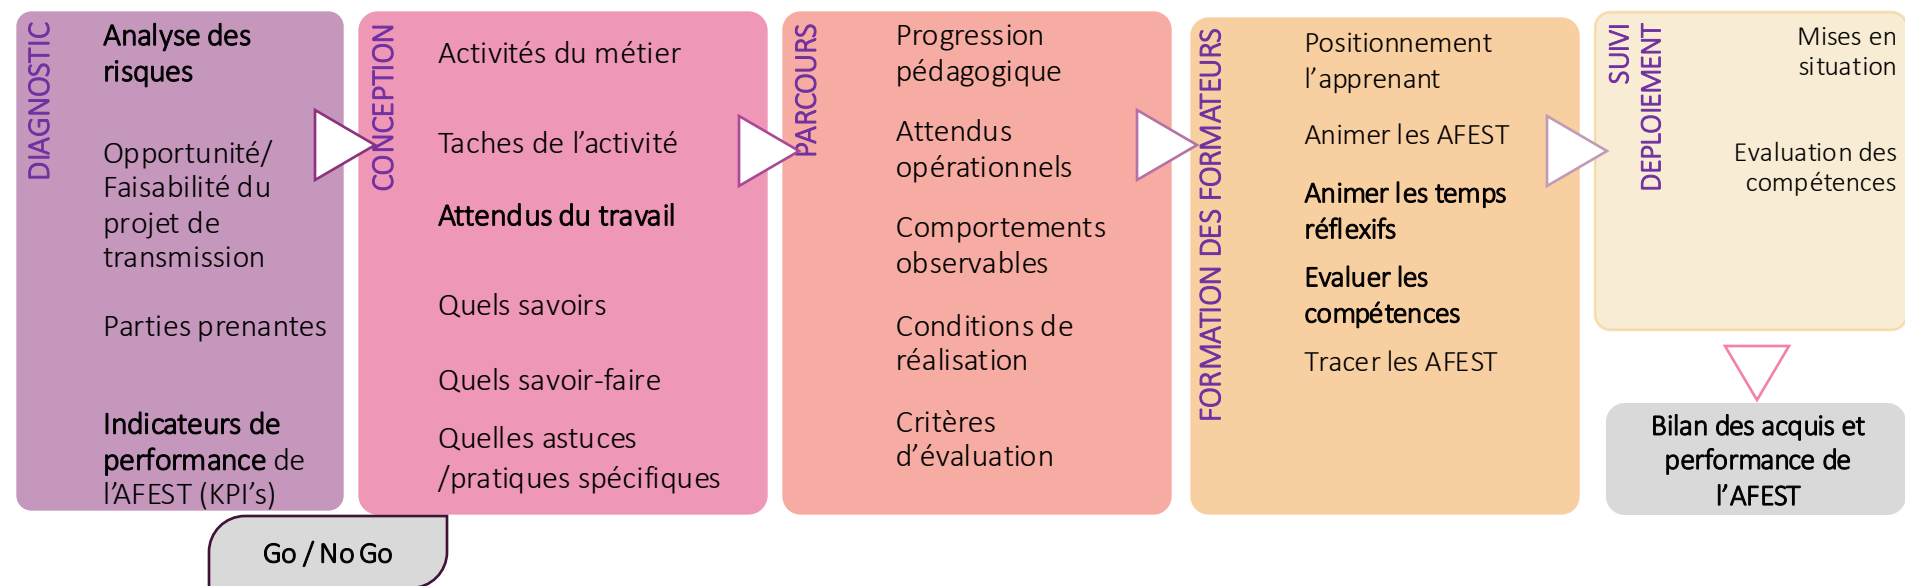 DIAGNOSTIC
Analyse des
risques
Opportunité/
Faisabilité du
projet de
transmission
Parties prenantes
Indicateurs de
performance de
l’AFEST (KPI’s)
Go / No Go
CONCEPTION
Activités du métier
Taches de l’activité
Attendus du travail
Quels savoirs
Quels savoir-faire
Quelles astuces
/pratiques spécifiques
PARCOURS
Progression
pédagogique
Attendus
opérationnels
Comportements
observables
Conditions de
réalisation
Critères
d’évaluation
FORMATION DES FORMATEURS
Positionnement
l’apprenant
Animer les AFEST
Animer les temps
réflexifs
Evaluer les
compétences
Tracer les AFEST
SUIVI
DEPLOIEMENT
Mises en
situation
Evaluation des
compétences
Bilan des acquis et
performance de
l’AFEST